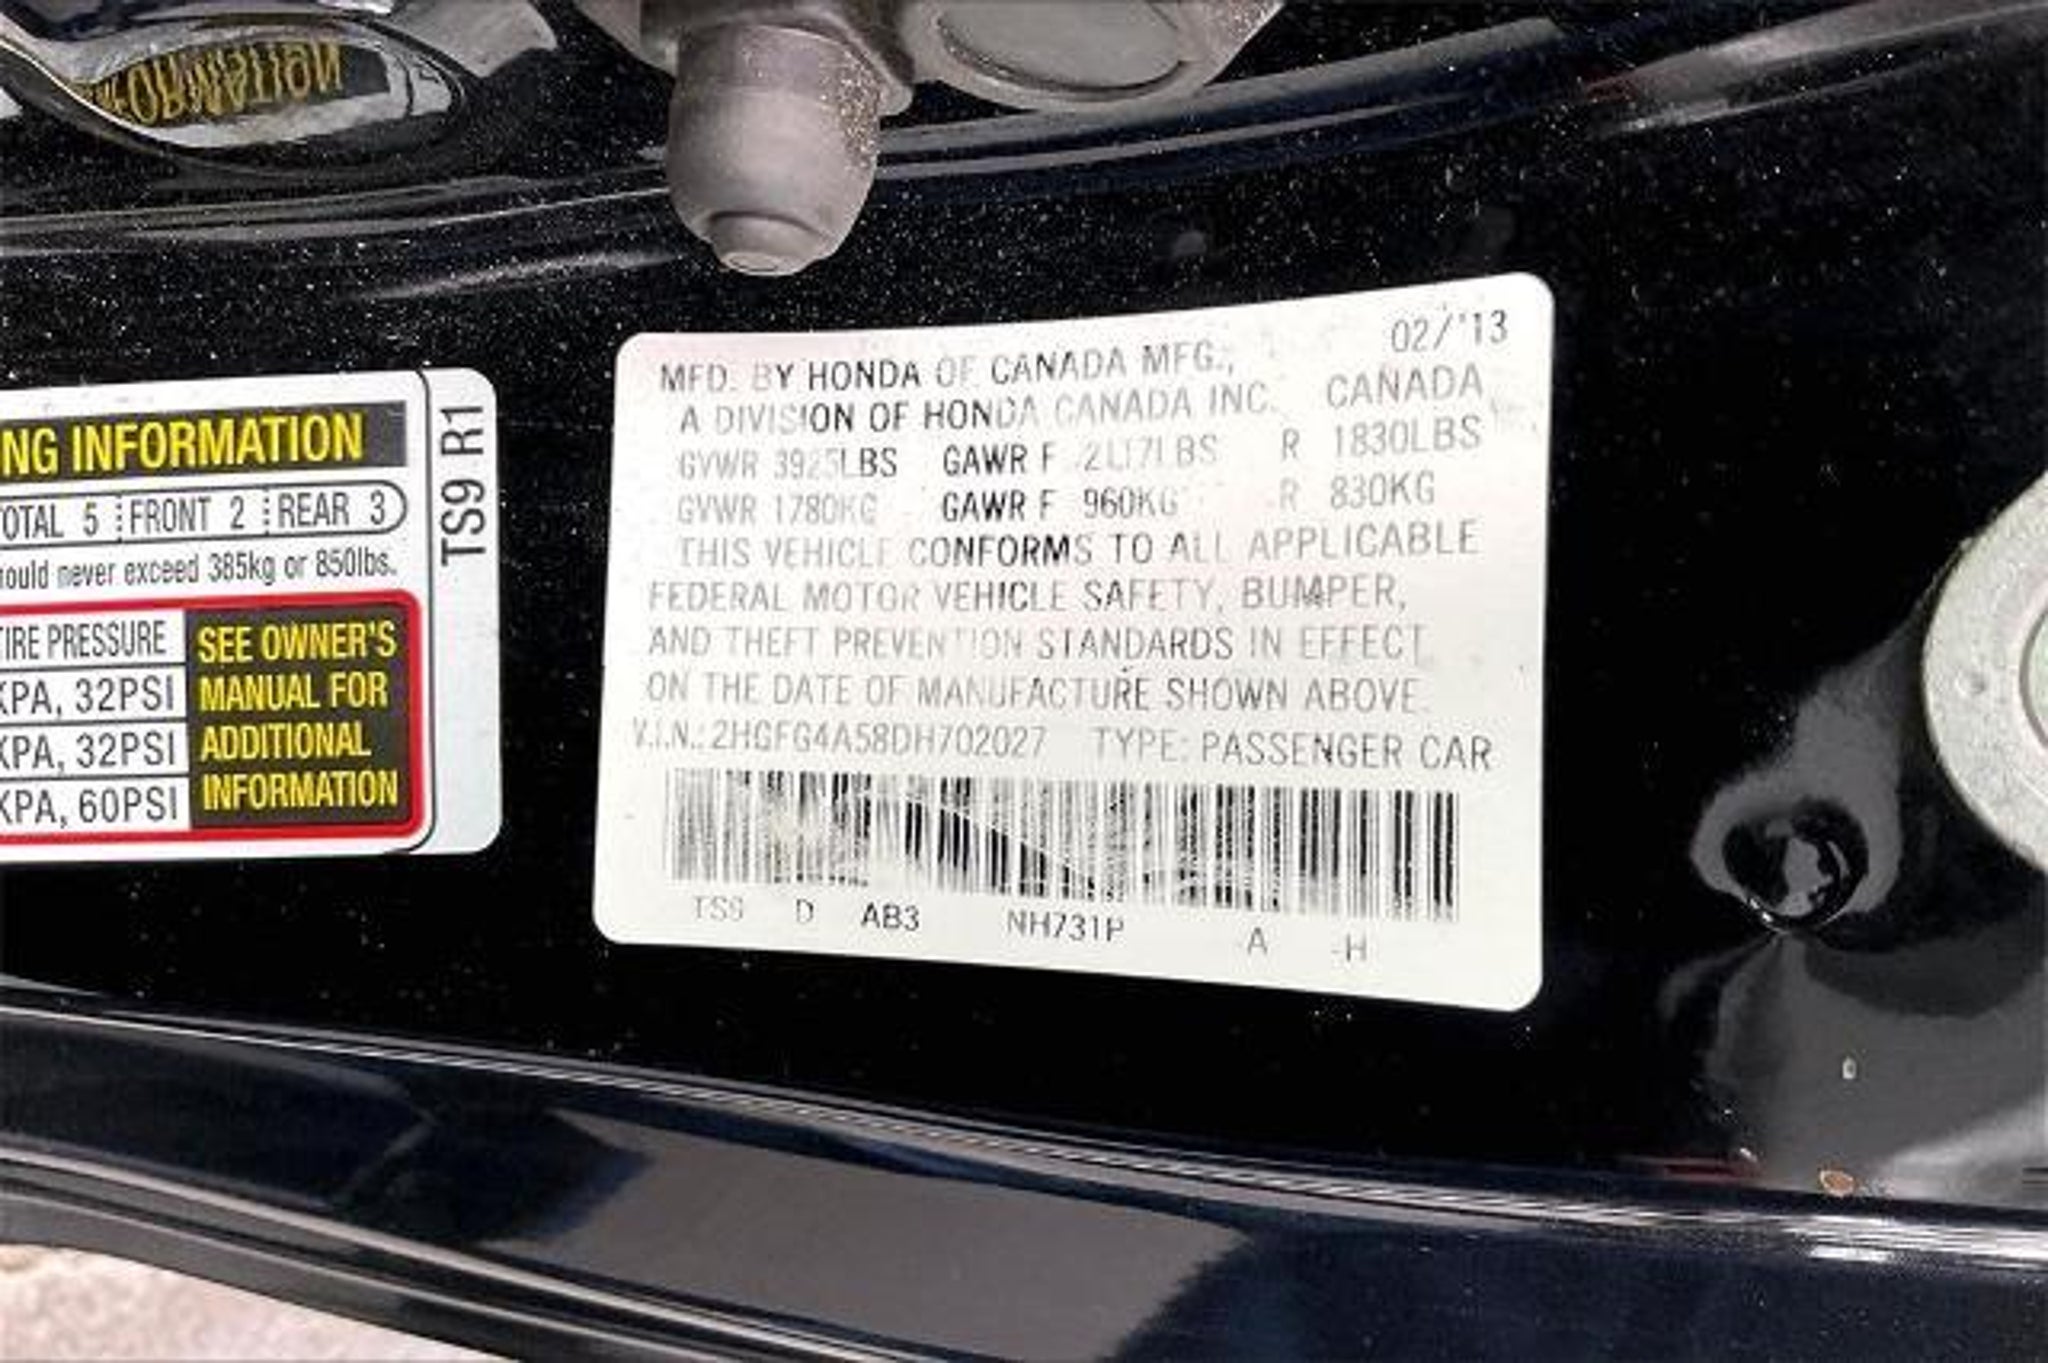 NG INFORMATION
OTAL 5 FRONT 2 REAR 3
hould never exceed 385kg or 850lbs.
TIRE PRESSURE
KPA, 32PSI
KPA, 32PSI
KPA, 60PSI
SEE OWNER'S
MANUAL FOR
ADDITIONAL
INFORMATION
TS9 R1
02/'13
MFD. BY HONDA OF CANADA MFG.,
A DIVISION OF HONDA CANADA INC. CANADA
GVWR 3925LBS GAWR F 2117LBS R 1830LBS
GVWR 1780KG GAWR F 960KG R 830KG
THIS VEHICLE CONFORMS TO ALL APPLICABLE
FEDERAL MOTOR VEHICLE SAFETY, BUMPER,
AND THEFT PREVENTION STANDARDS IN EFFECT
ON THE DATE OF MANUFACTURE SHOWN ABOVE.
V.I.N.: 2HGFG4A58DH702027 TYPE: PASSENGER CAR
TS9 D AB3 NH731P A -H